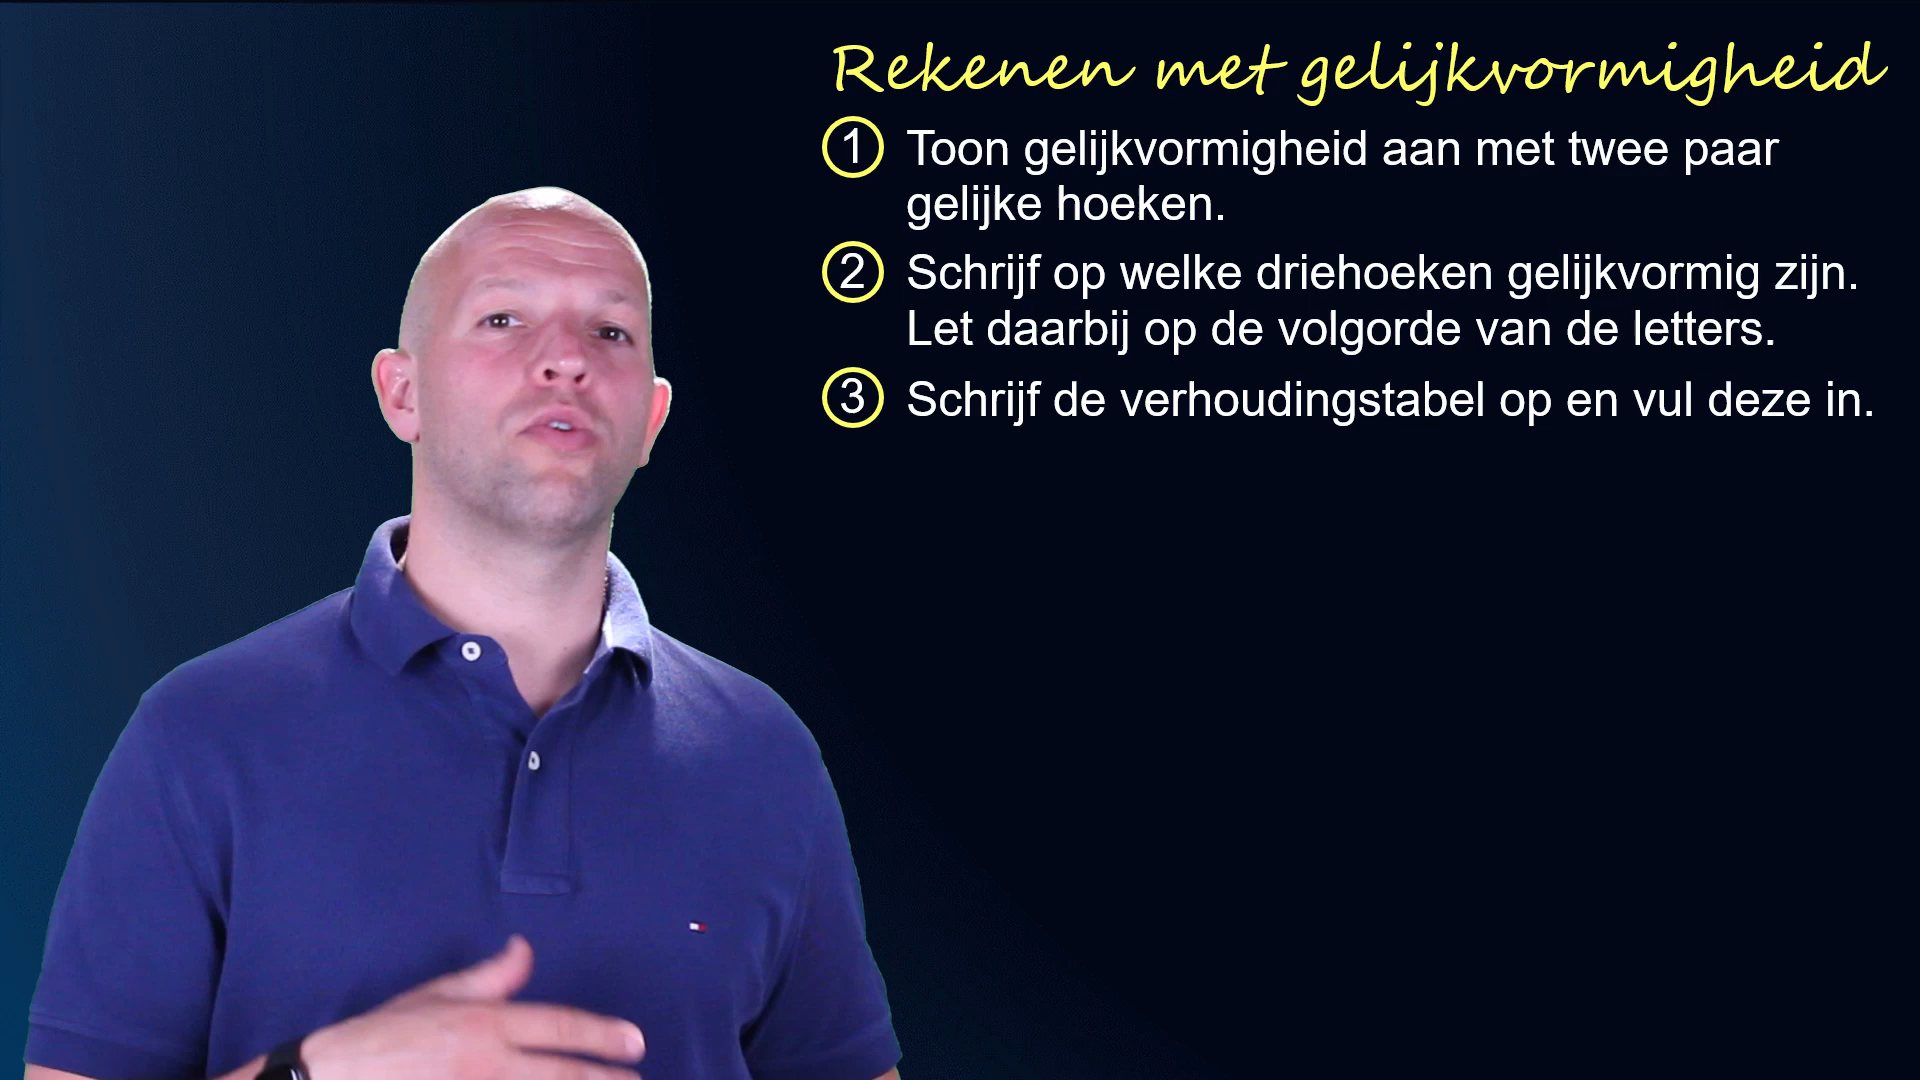 Rekenen met gelijkvormigheid
1 Toon gelijkvormigheid aan met twee paar
gelijke hoeken.
2 Schrijf op welke driehoeken gelijkvormig zijn.
Let daarbij op de volgorde van de letters.
3 Schrijf de verhoudingstabel op en vul deze in.